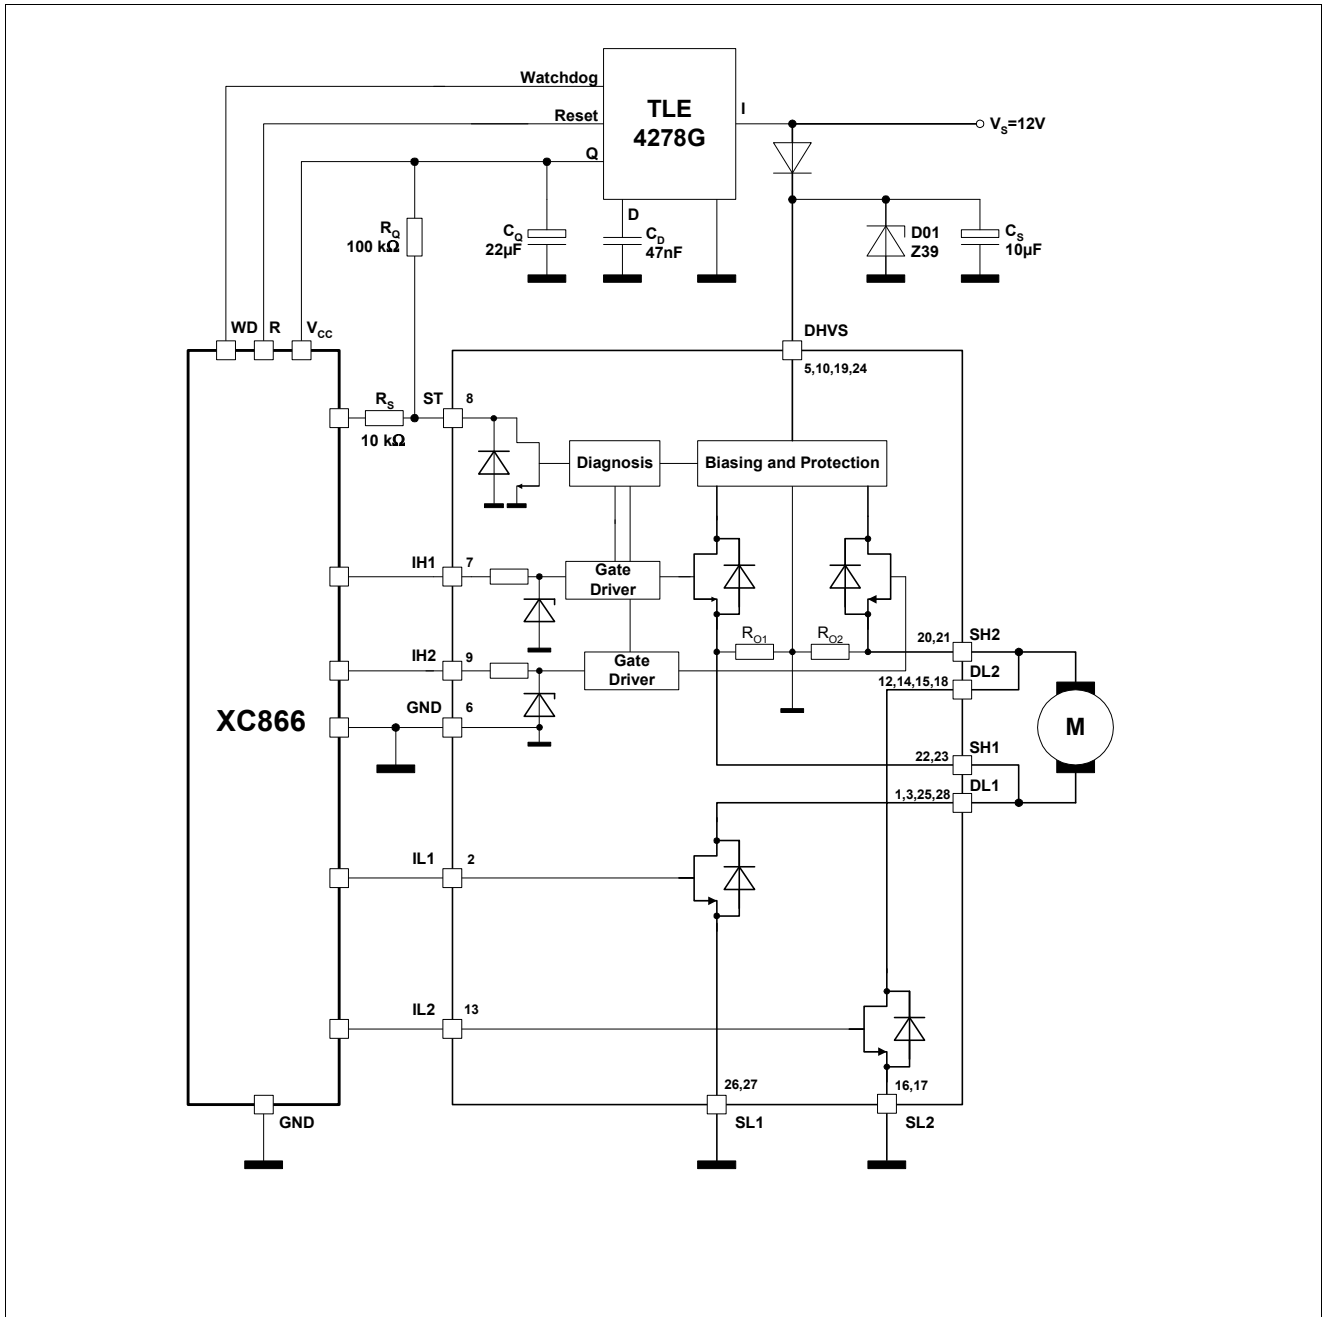 Watchdog
Reset
Q
TLE
4278G
I
V_S=12V
D
R_Q
100 kΩ
C_Q
22µF
C_D
47nF
D01
Z39
C_S
10µF
WD
R
V_CC
DHVS
5,10,19,24
R_S
10 kΩ
ST
8
Diagnosis
Biasing and Protection
IH1
7
Gate
Driver
R_O1
R_O2
20,21
SH2
IH2
9
Gate
Driver
12,14,15,18
DL2
GND
6
XC866
M
22,23
SH1
1,3,25,28
DL1
IL1
2
IL2
13
26,27
16,17
GND
SL1
SL2